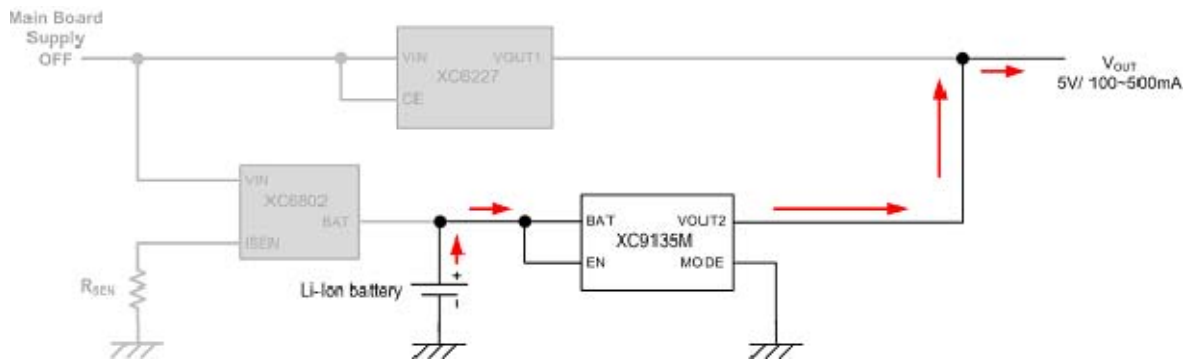 Main Board
Supply
OFF
VIN
VOUT1
XC6227
CE
VOUT
5V/ 100~500mA
VIN
XC6802
BAT
ISEN
RSEN
Li-Ion battery
+
-
BAT
VOUT2
XC9135M
EN
MODE